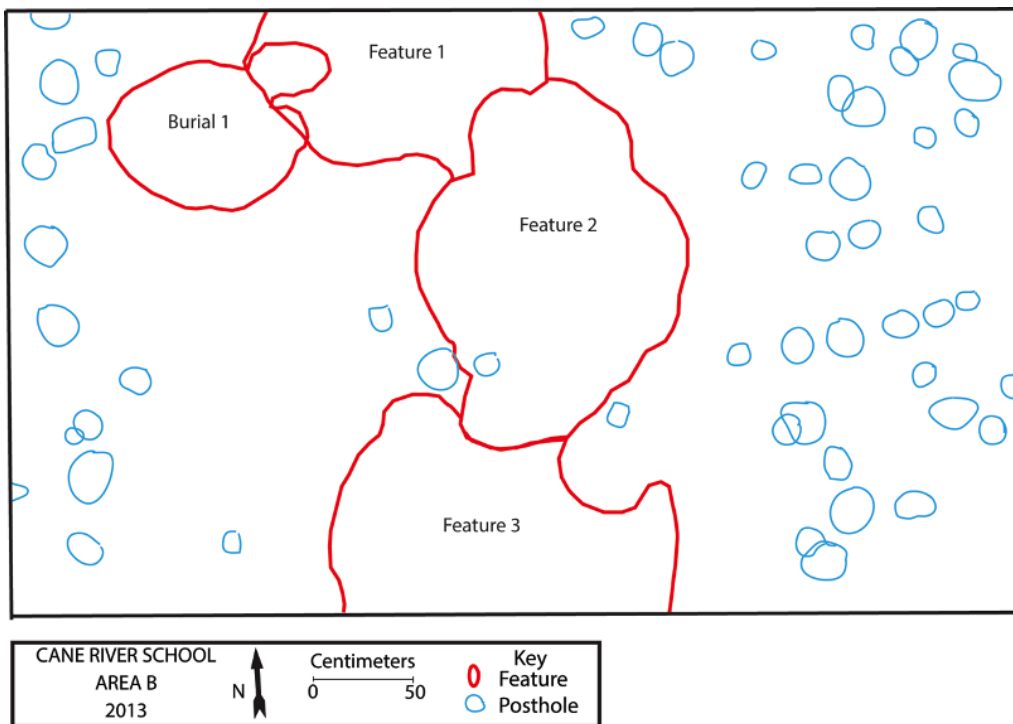 Feature 1
Burial 1
Feature 2
Feature 3
CANE RIVER SCHOOL
AREA B
2013
N
Centimeters
0 50
Key
Feature
Posthole